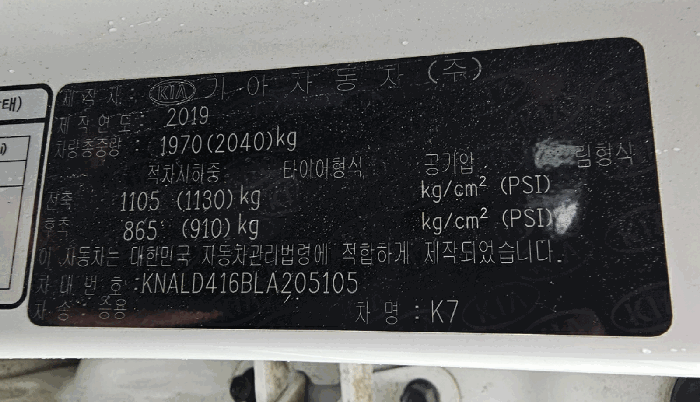 제작자 : KIA 기아자동차 (주)
제작연도 : 2019
차량총중량 : 1970(2040)kg
적차시하중 타이어형식 공기압 림형식
전축 1105 (1130) kg kg/cm² (PSI)
후축 865 (910) kg kg/cm² (PSI)
이 자동차는 대한민국 자동차관리법령에 적합하게 제작되었습니다.
차대번호 : KNALD416BLA205105
차종 : 승용 차명 : K7